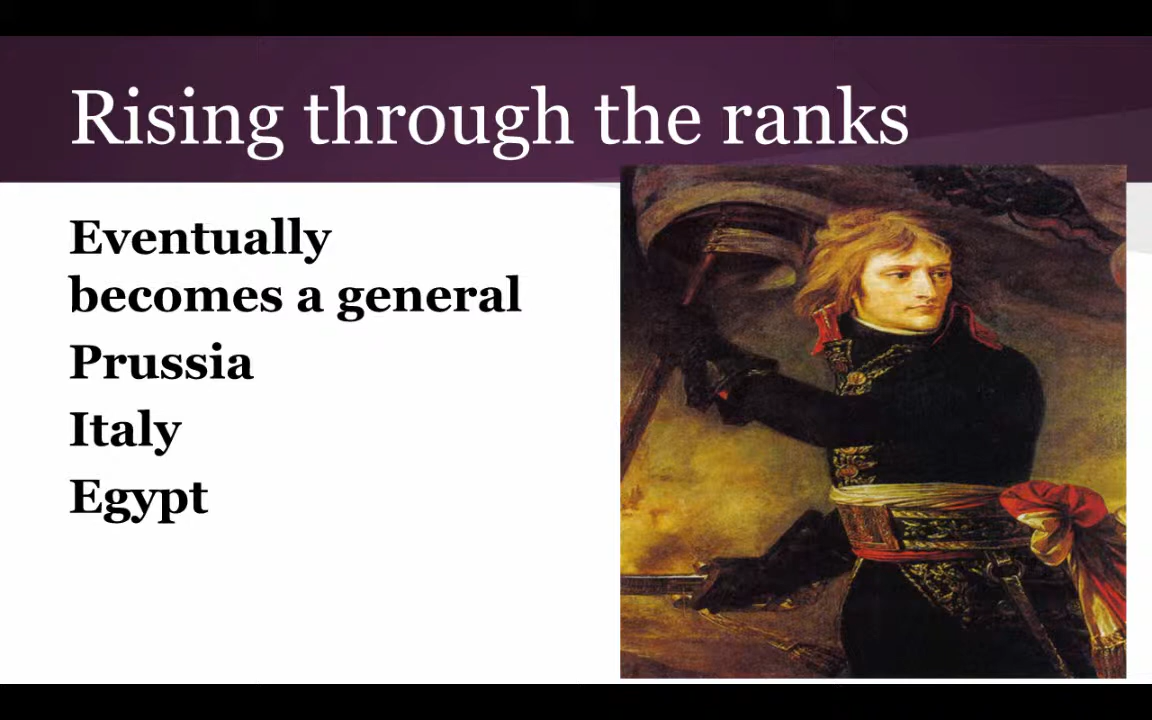 Rising through the ranks
Eventually
becomes a general
Prussia
Italy
Egypt